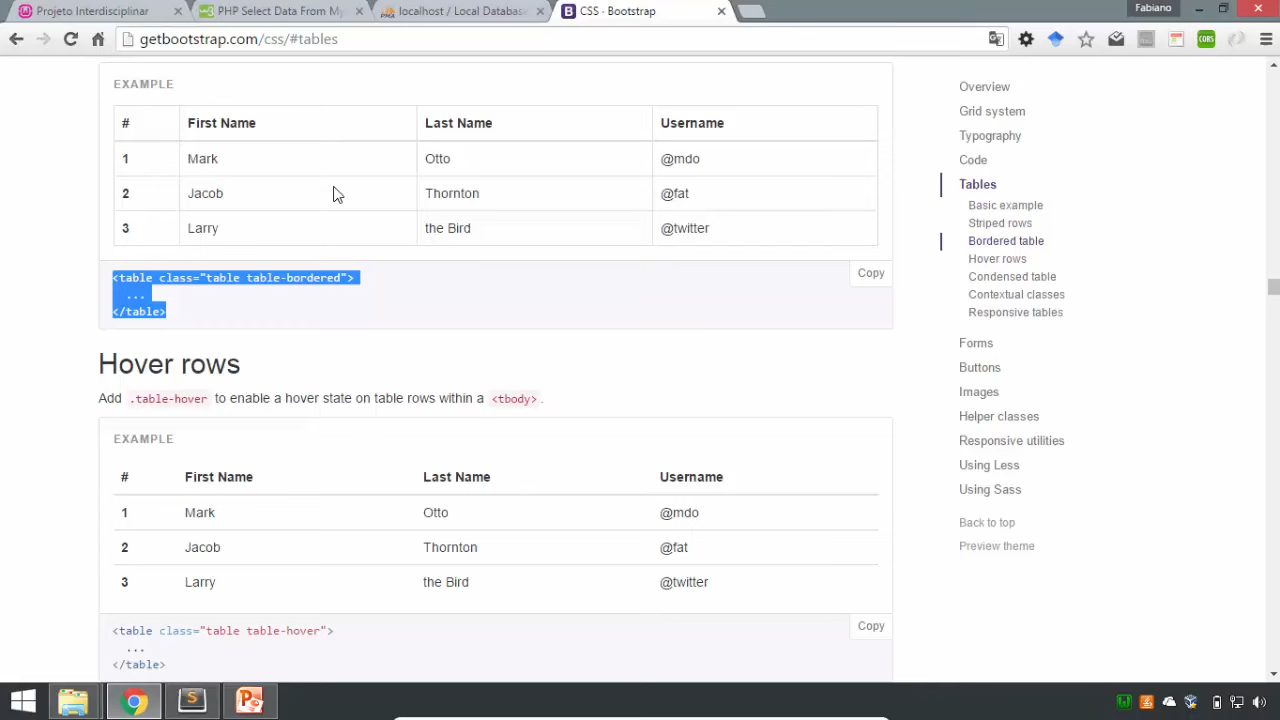 Projeto Interdisciplinar
PHP Select Data From My
localhost / Local Databas
CSS · Bootstrap
Fabiano
getbootstrap.com/css/#tables
CORS
EXAMPLE
# First Name Last Name Username
1 Mark Otto @mdo
2 Jacob Thornton @fat
3 Larry the Bird @twitter
<table class="table table-bordered">
...
</table>
Copy
Hover rows
Add .table-hover to enable a hover state on table rows within a <tbody>.
EXAMPLE
# First Name Last Name Username
1 Mark Otto @mdo
2 Jacob Thornton @fat
3 Larry the Bird @twitter
<table class="table table-hover">
...
</table>
Copy
Overview
Grid system
Typography
Code
Tables
Basic example
Striped rows
Bordered table
Hover rows
Condensed table
Contextual classes
Responsive tables
Forms
Buttons
Images
Helper classes
Responsive utilities
Using Less
Using Sass
Back to top
Preview theme